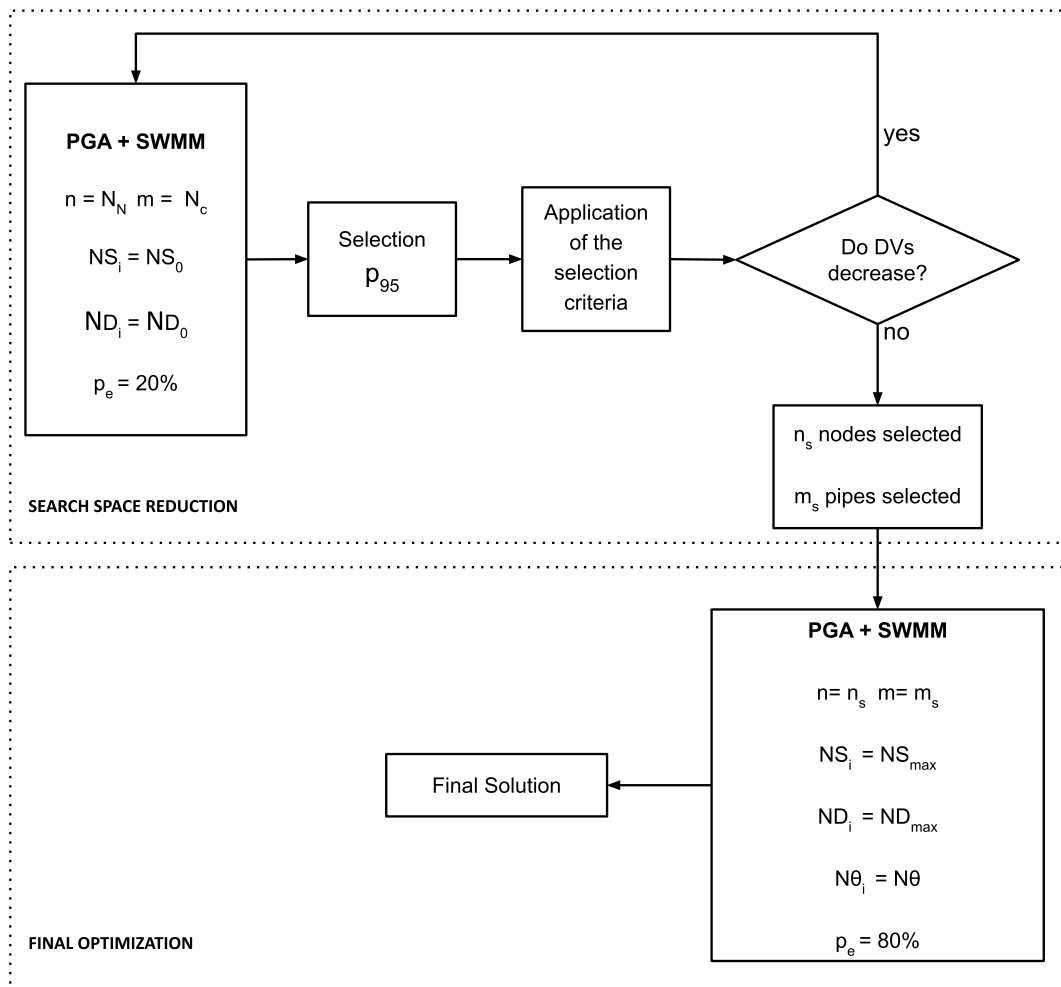 PGA + SWMM
n = N_N m = N_c
NS_i = NS_0
ND_i = ND_0
p_e = 20%
Selection
p_95
Application
of the
selection
criteria
Do DVs
decrease?
yes
no
n_s nodes selected
m_s pipes selected
SEARCH SPACE REDUCTION
PGA + SWMM
n= n_s m= m_s
NS_i = NS_max
ND_i = ND_max
Nθ_i = Nθ
p_e = 80%
Final Solution
FINAL OPTIMIZATION